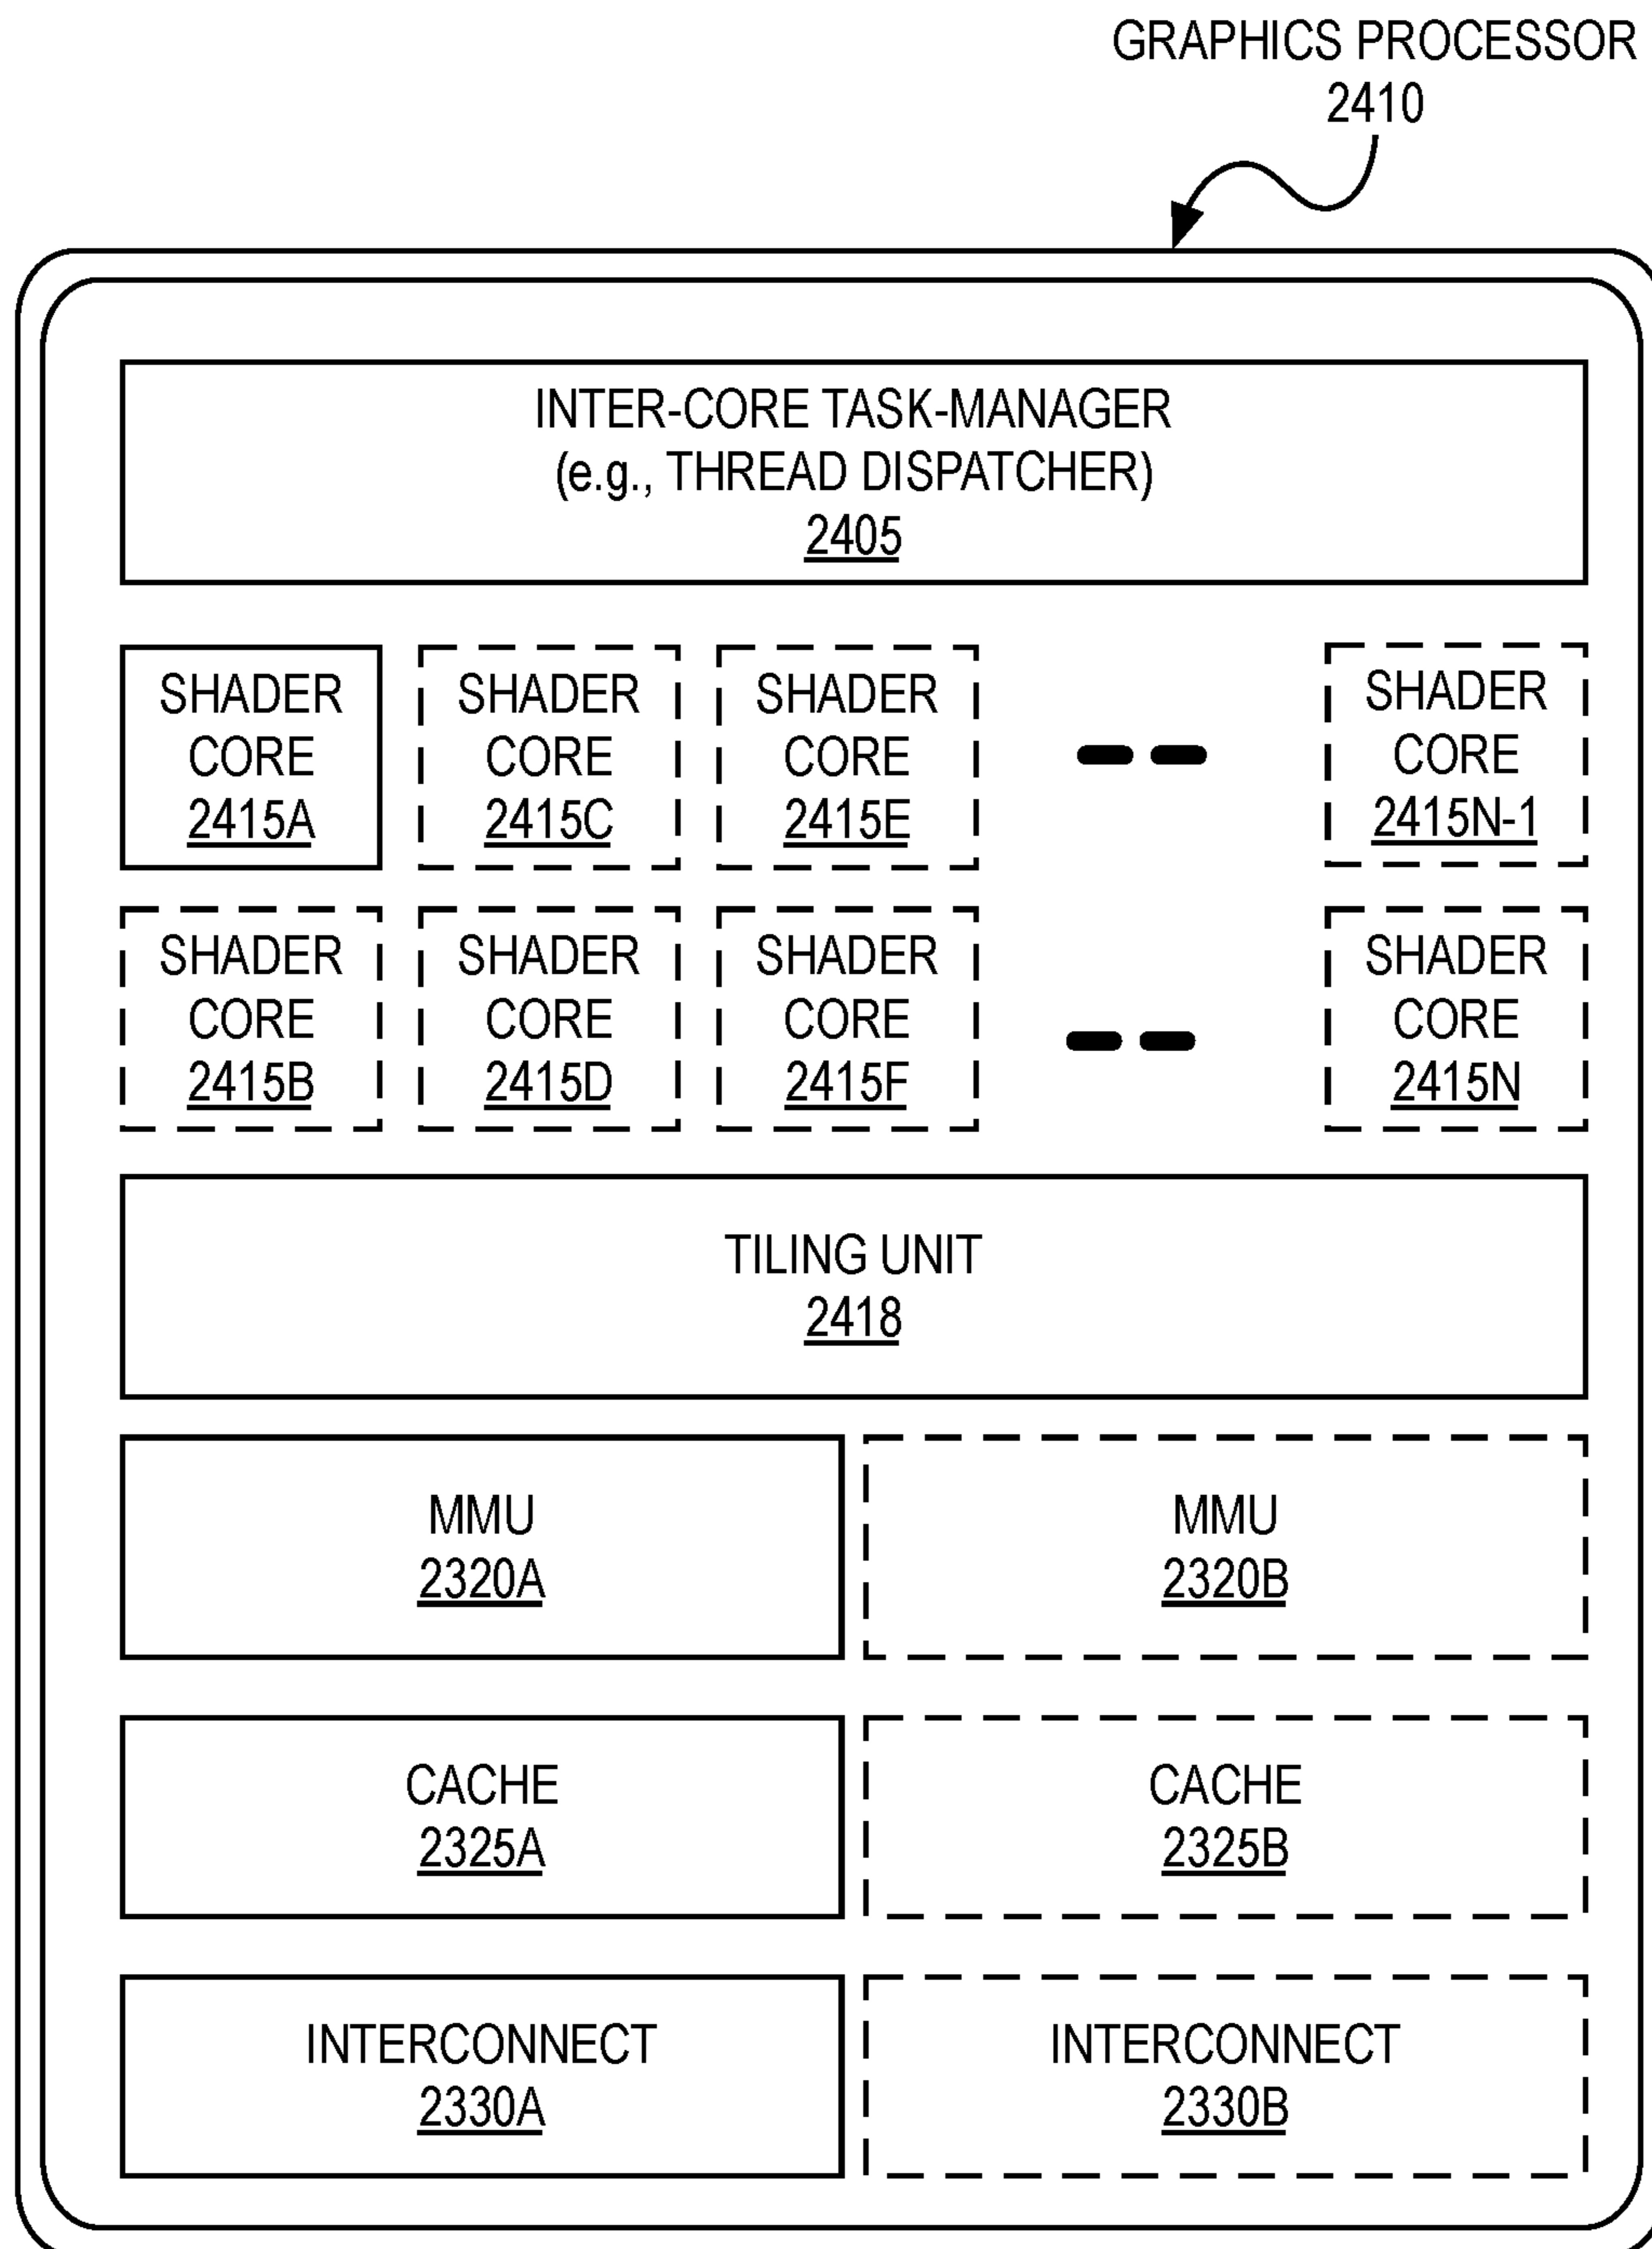 GRAPHICS PROCESSOR
2410
INTER-CORE TASK-MANAGER
(e.g., THREAD DISPATCHER)
2405
SHADER
CORE
2415A
SHADER
CORE
2415C
SHADER
CORE
2415E
SHADER
CORE
2415N-1
SHADER
CORE
2415B
SHADER
CORE
2415D
SHADER
CORE
2415F
SHADER
CORE
2415N
TILING UNIT
2418
MMU
2320A
MMU
2320B
CACHE
2325A
CACHE
2325B
INTERCONNECT
2330A
INTERCONNECT
2330B